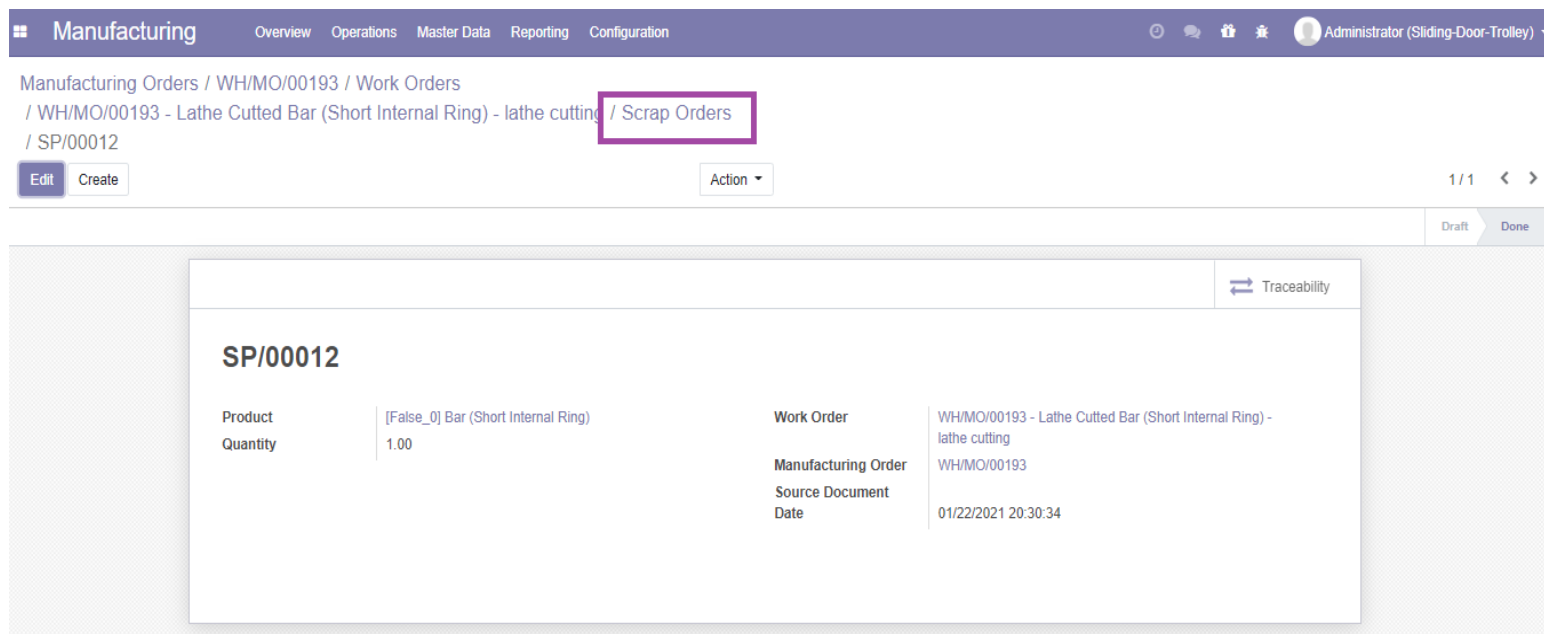 Manufacturing Overview Operations Master Data Reporting Configuration Administrator (Sliding-Door-Trolley)
Manufacturing Orders / WH/MO/00193 / Work Orders
/ WH/MO/00193 - Lathe Cutted Bar (Short Internal Ring) - lathe cutting / Scrap Orders
/ SP/00012
Edit Create Action 1 / 1
Draft Done
Traceability
SP/00012
Product [False_0] Bar (Short Internal Ring) Work Order WH/MO/00193 - Lathe Cutted Bar (Short Internal Ring) -
Quantity 1.00 lathe cutting
Manufacturing Order WH/MO/00193
Source Document
Date 01/22/2021 20:30:34